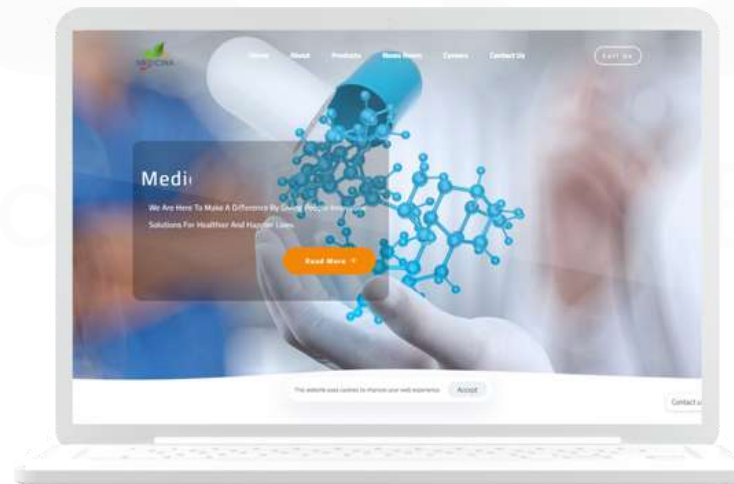 MEDICINA
Home About Products News Room Careers Contact Us Call Us
Medi
We Are Here To Make A Difference By Giving People Innovative
Solutions For Healthier And Happier Lives
Read More
This website uses cookies to improve your web experience. Accept
Contact u